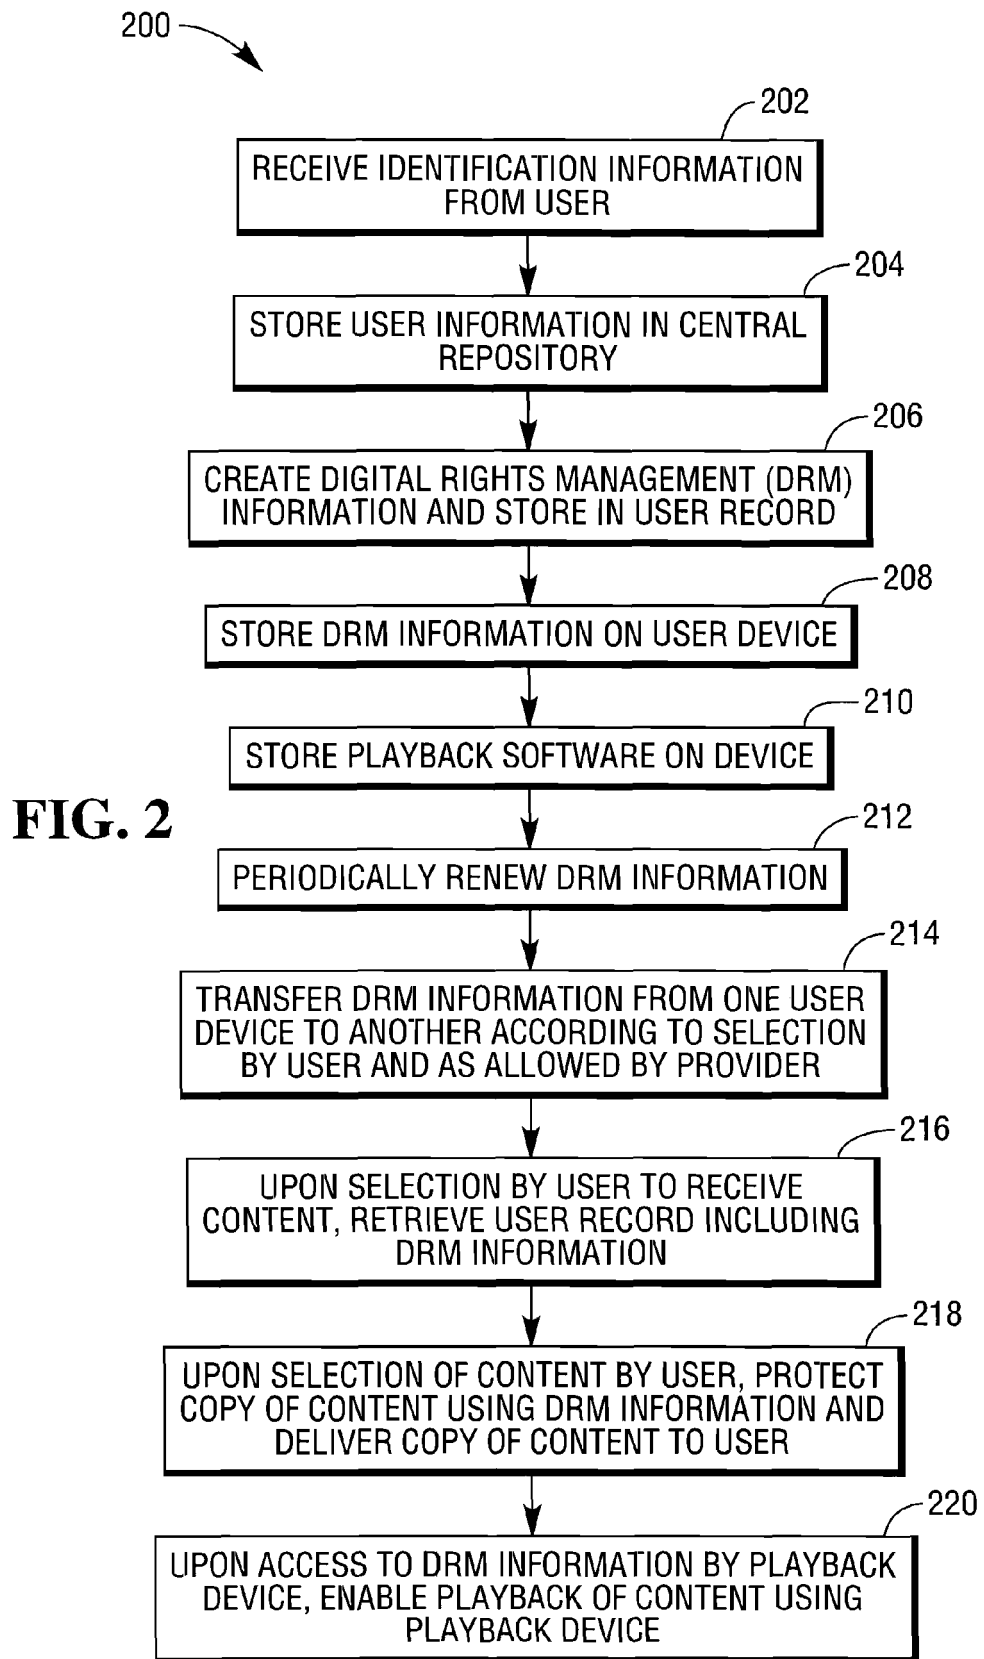 200
202
RECEIVE IDENTIFICATION INFORMATION
FROM USER
204
STORE USER INFORMATION IN CENTRAL
REPOSITORY
206
CREATE DIGITAL RIGHTS MANAGEMENT (DRM)
INFORMATION AND STORE IN USER RECORD
208
STORE DRM INFORMATION ON USER DEVICE
210
STORE PLAYBACK SOFTWARE ON DEVICE
FIG. 2
212
PERIODICALLY RENEW DRM INFORMATION
214
TRANSFER DRM INFORMATION FROM ONE USER
DEVICE TO ANOTHER ACCORDING TO SELECTION
BY USER AND AS ALLOWED BY PROVIDER
216
UPON SELECTION BY USER TO RECEIVE
CONTENT, RETRIEVE USER RECORD INCLUDING
DRM INFORMATION
218
UPON SELECTION OF CONTENT BY USER, PROTECT
COPY OF CONTENT USING DRM INFORMATION AND
DELIVER COPY OF CONTENT TO USER
220
UPON ACCESS TO DRM INFORMATION BY PLAYBACK
DEVICE, ENABLE PLAYBACK OF CONTENT USING
PLAYBACK DEVICE